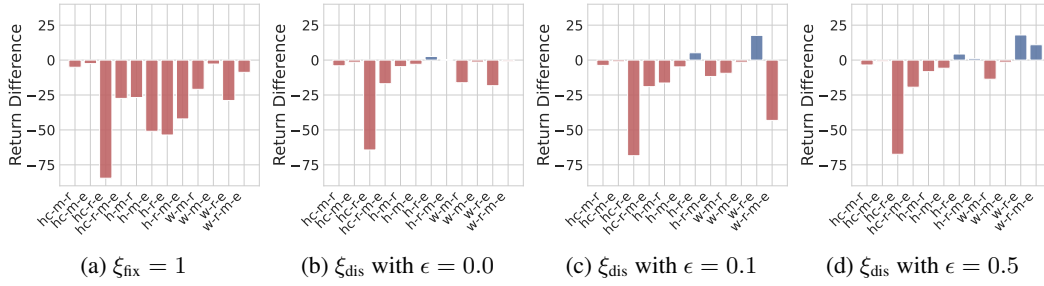 Return Difference
25
0
−25
−50
−75
hc-m-r
hc-m-e
hc-r-e
hc-r-m-e
h-m-r
h-m-e
h-r-e
h-r-m-e
w-m-r
w-m-e
w-r-e
w-r-m-e
(a) ξfix = 1
Return Difference
25
0
−25
−50
−75
hc-m-r
hc-m-e
hc-r-e
hc-r-m-e
h-m-r
h-m-e
h-r-e
h-r-m-e
w-m-r
w-m-e
w-r-e
w-r-m-e
(b) ξdis with ϵ = 0.0
Return Difference
25
0
−25
−50
−75
hc-m-r
hc-m-e
hc-r-e
hc-r-m-e
h-m-r
h-m-e
h-r-e
h-r-m-e
w-m-r
w-m-e
w-r-e
w-r-m-e
(c) ξdis with ϵ = 0.1
Return Difference
25
0
−25
−50
−75
hc-m-r
hc-m-e
hc-r-e
hc-r-m-e
h-m-r
h-m-e
h-r-e
h-r-m-e
w-m-r
w-m-e
w-r-e
w-r-m-e
(d) ξdis with ϵ = 0.5